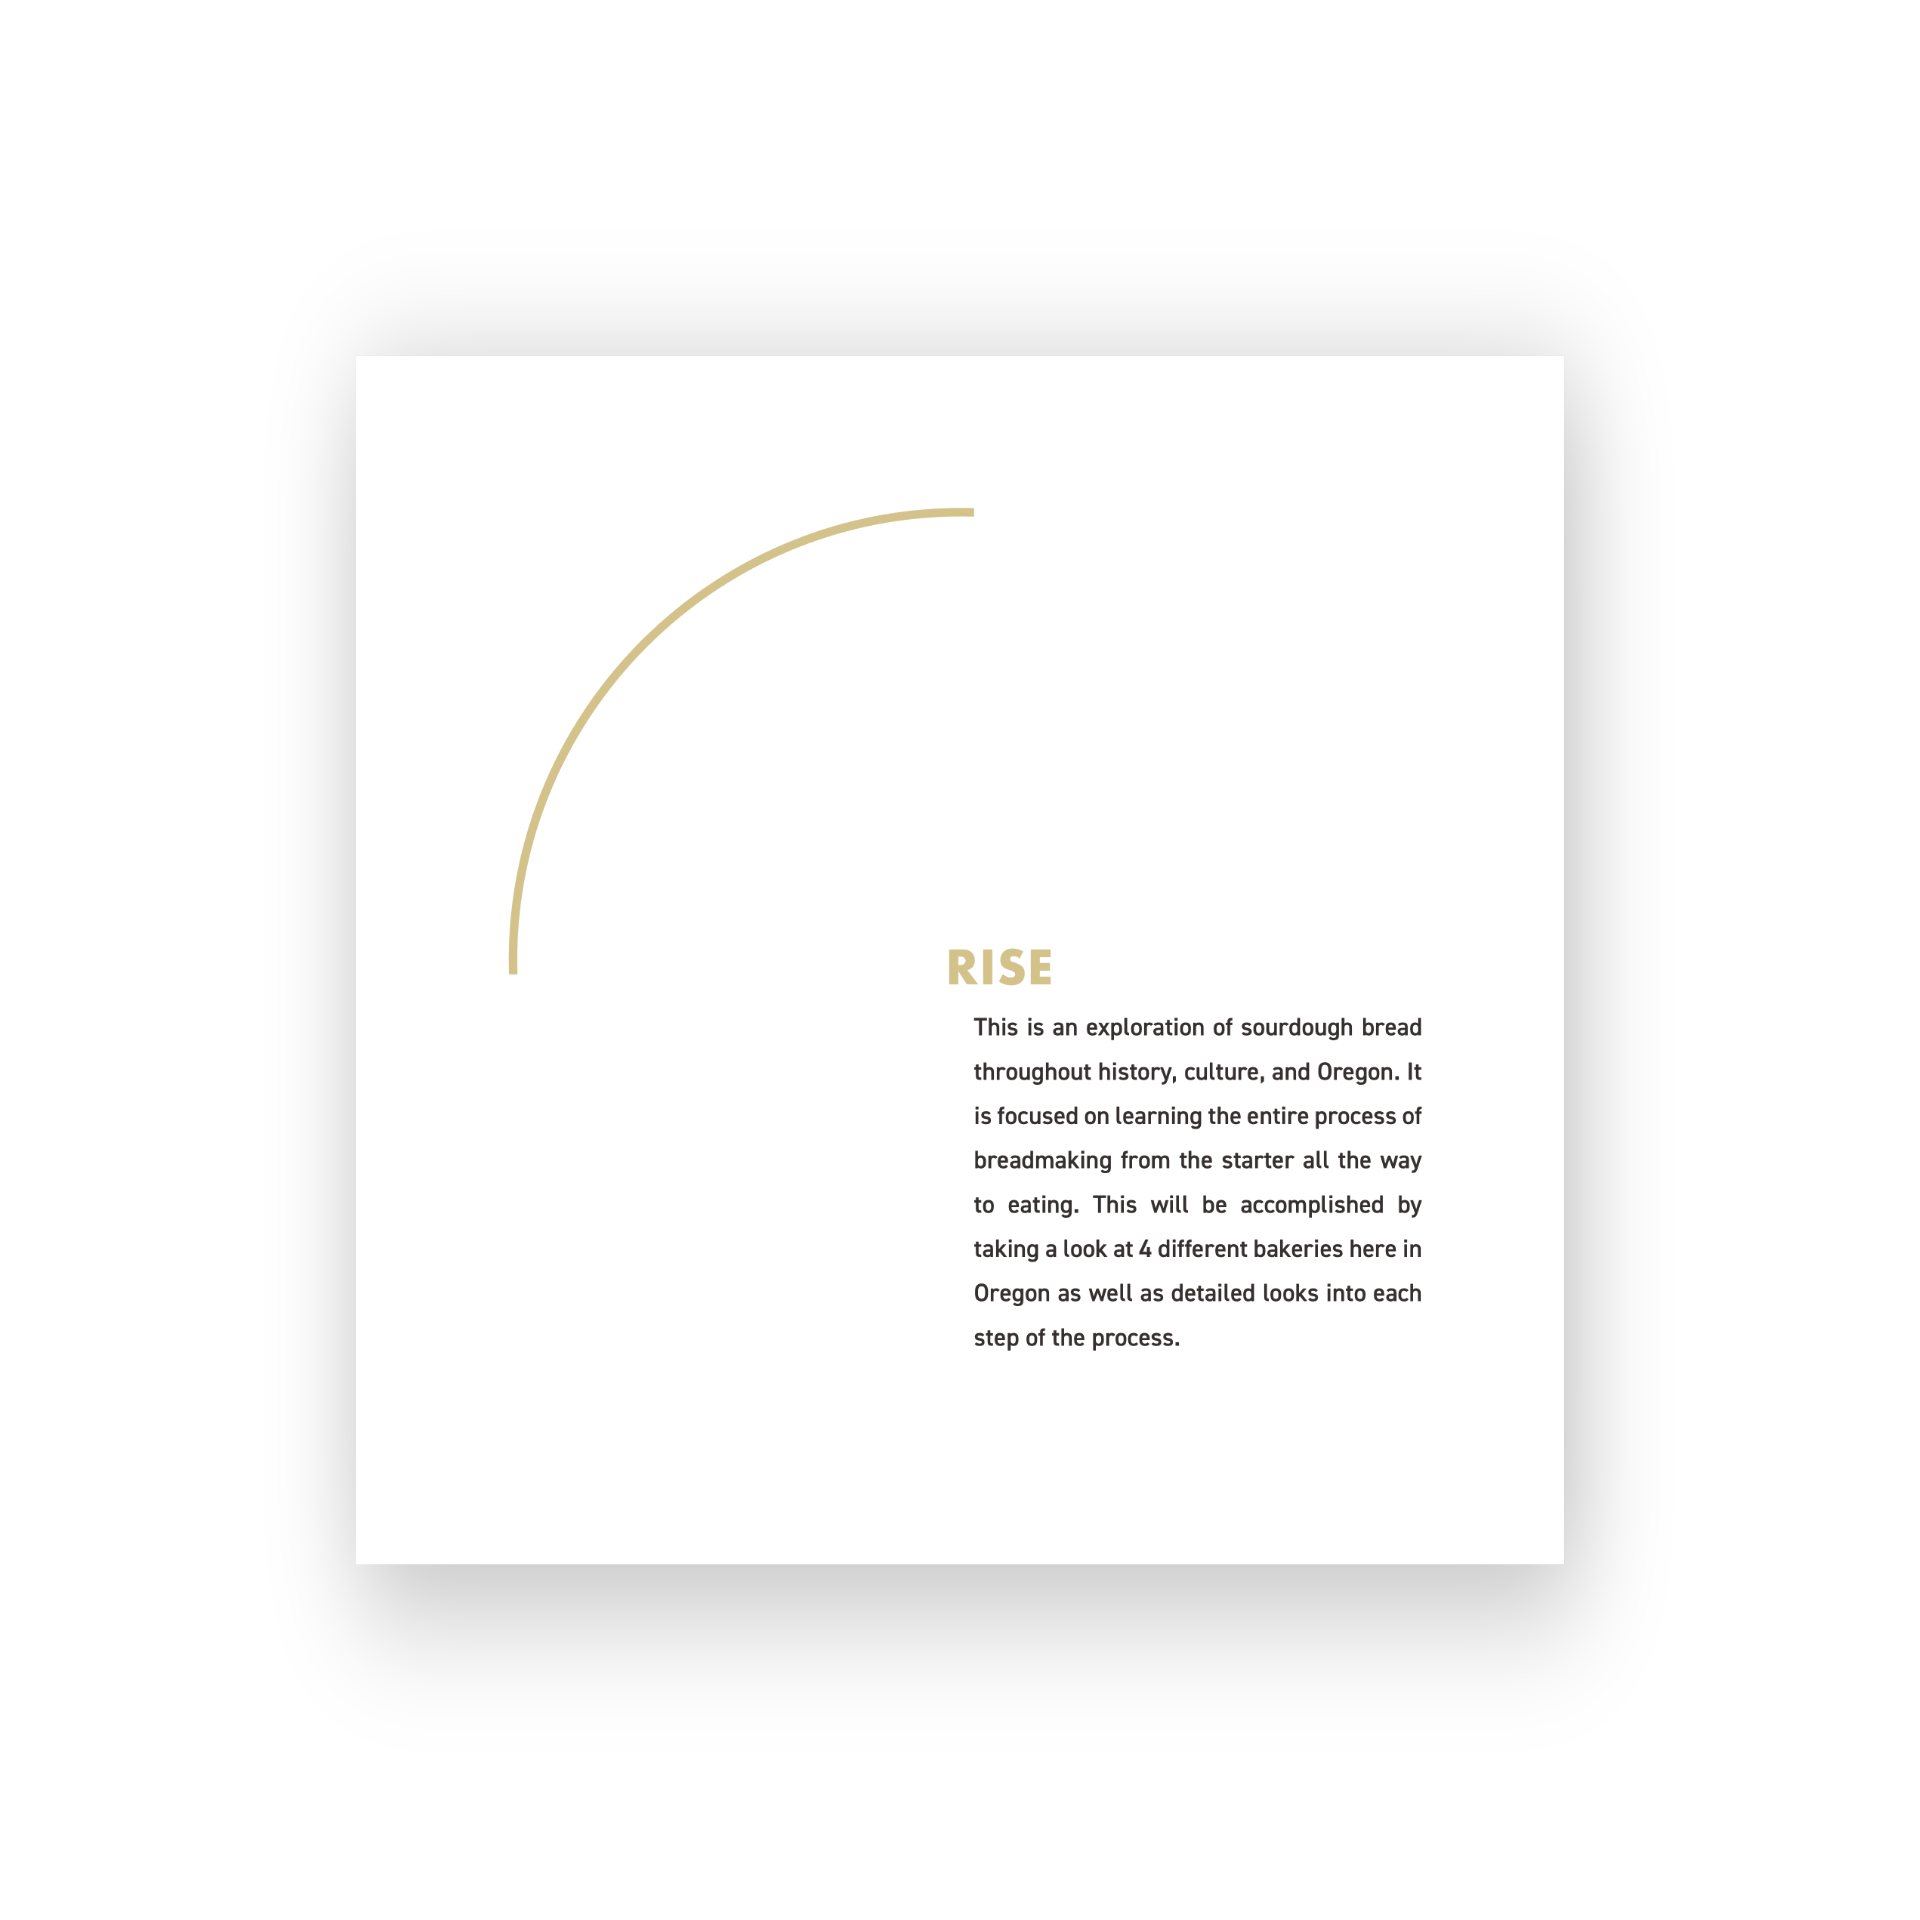 RISE
This is an exploration of sourdough bread
throughout history, culture, and Oregon. It
is focused on learning the entire process of
breadmaking from the starter all the way
to eating. This will be accomplished by
taking a look at 4 different bakeries here in
Oregon as well as detailed looks into each
step of the process.